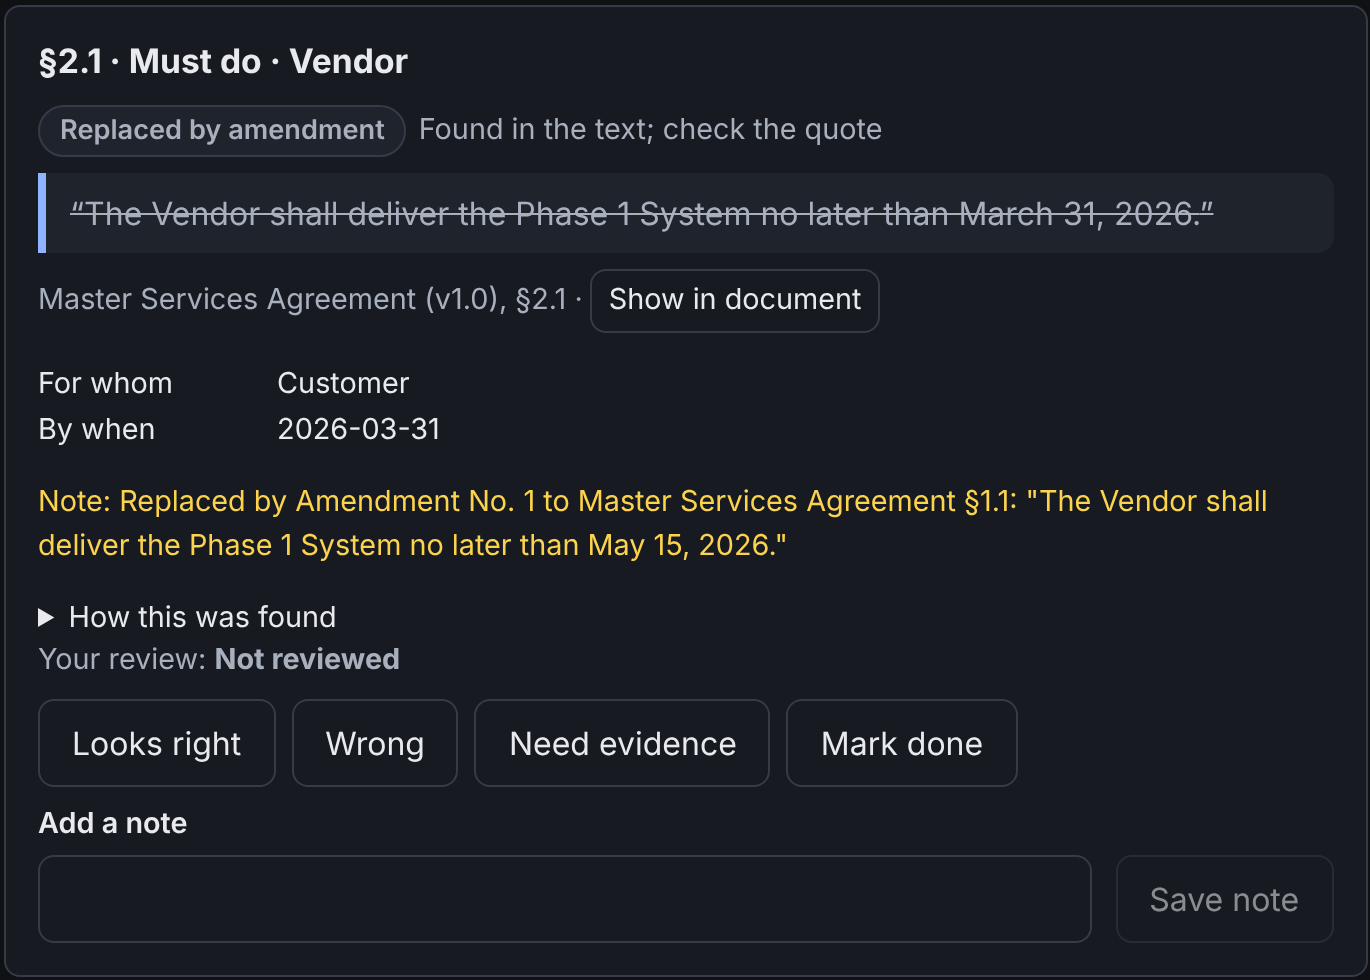 §2.1 · Must do · Vendor
Replaced by amendment Found in the text; check the quote
“The Vendor shall deliver the Phase 1 System no later than March 31, 2026.”
Master Services Agreement (v1.0), §2.1 · Show in document
For whom Customer
By when 2026-03-31
Note: Replaced by Amendment No. 1 to Master Services Agreement §1.1: "The Vendor shall
deliver the Phase 1 System no later than May 15, 2026."
How this was found
Your review: Not reviewed
Looks right Wrong Need evidence Mark done
Add a note
Save note